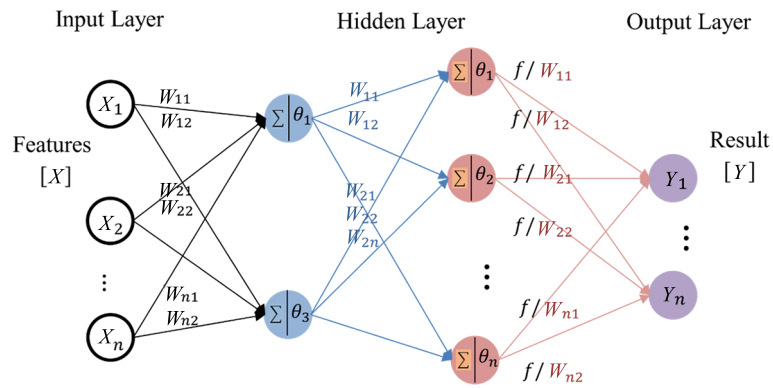 Input Layer
Hidden Layer
Output Layer
Features
[X]
X₁
X₂
⋮
Xₙ
W₁₁
W₁₂
W₂₁
W₂₂
Wₙ₁
Wₙ₂
∑|θ₁
∑|θ₃
W₁₁
W₁₂
W₂₁
W₂₂
W₂ₙ
∑|θ₁
∑|θ₂
⋮
∑|θₙ
f/W₁₁
f/W₁₂
f/W₂₁
f/W₂₂
f/Wₙ₁
f/Wₙ₂
Y₁
⋮
Yₙ
Result
[Y]